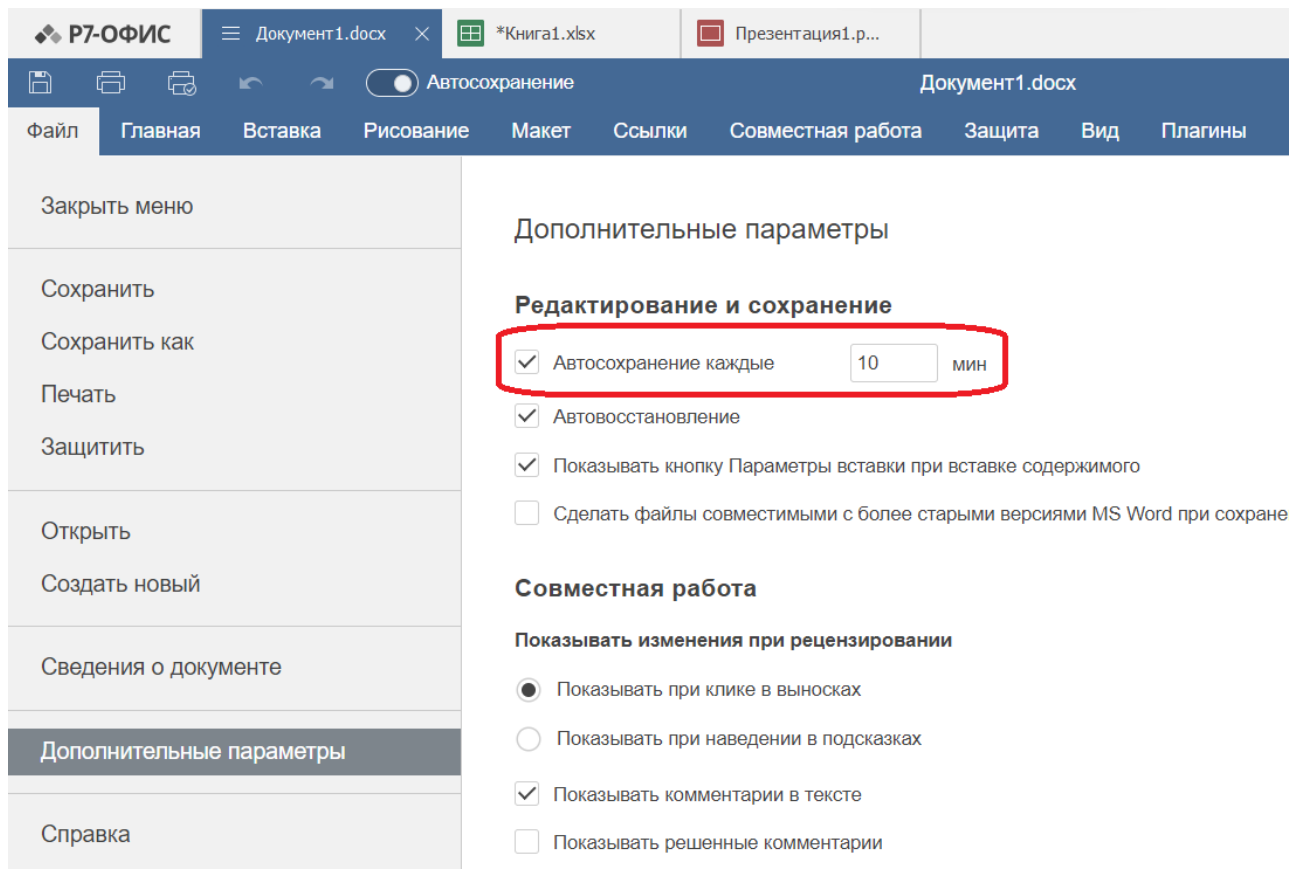 Р7-ОФИС
Документ1.docx
*Книга1.xlsx
Презентация1.p...
Автосохранение
Документ1.docx
Файл Главная Вставка Рисование Макет Ссылки Совместная работа Защита Вид Плагины
Закрыть меню
Сохранить
Сохранить как
Печать
Защитить
Открыть
Создать новый
Сведения о документе
Дополнительные параметры
Справка
Дополнительные параметры
Редактирование и сохранение
Автосохранение каждые 10 мин
Автовосстановление
Показывать кнопку Параметры вставки при вставке содержимого
Сделать файлы совместимыми с более старыми версиями MS Word при сохране
Совместная работа
Показывать изменения при рецензировании
Показывать при клике в выносках
Показывать при наведении в подсказках
Показывать комментарии в тексте
Показывать решенные комментарии